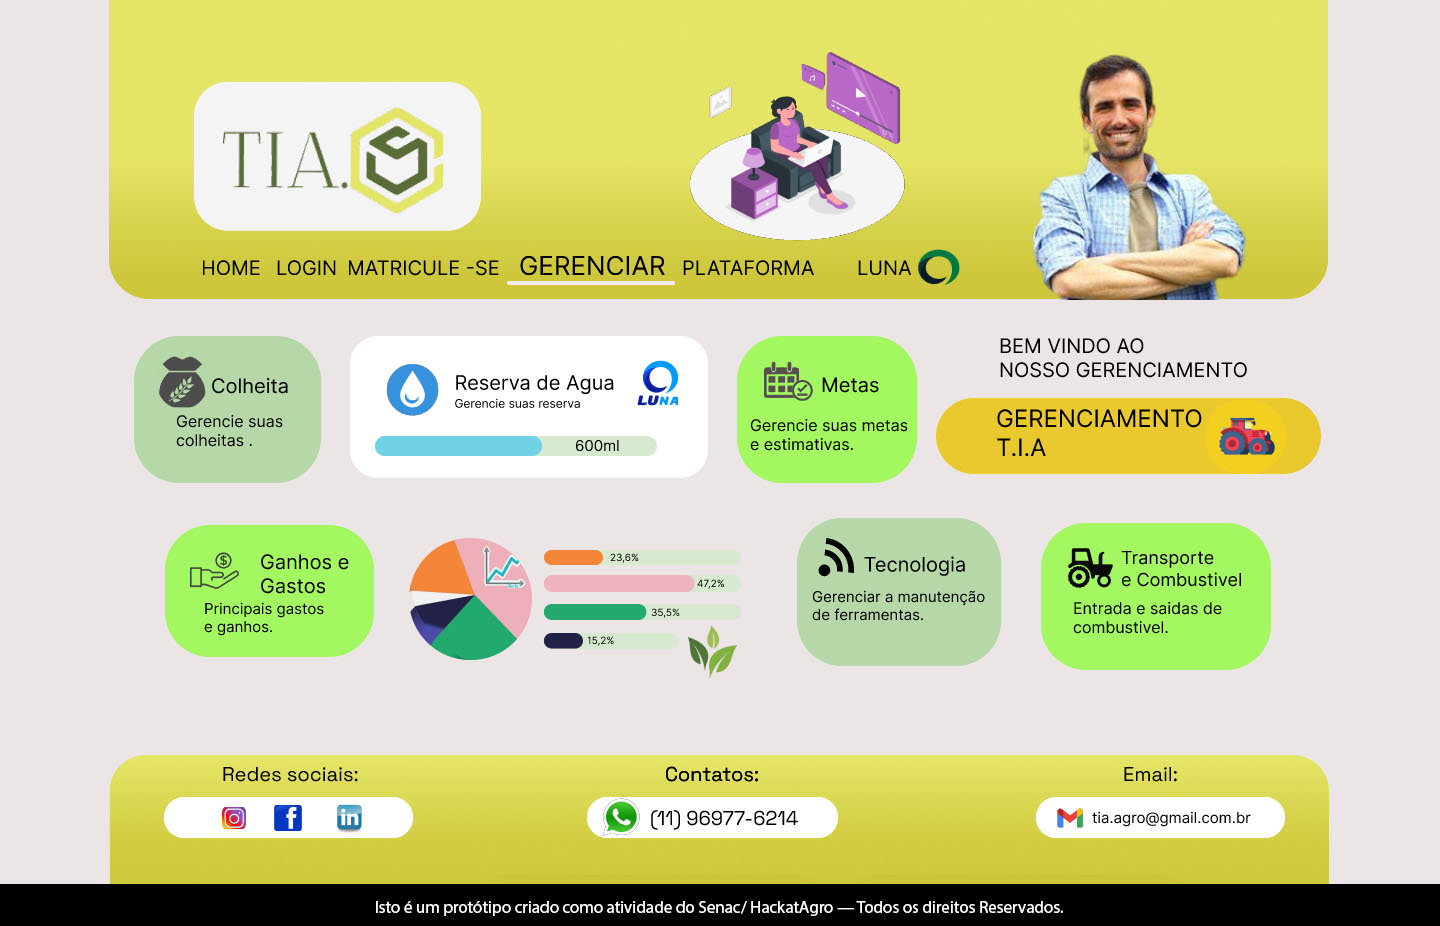 TIA.
HOME LOGIN MATRICULE -SE GERENCIAR PLATAFORMA LUNA
Colheita
Gerencie suas
colheitas .
Reserva de Agua
Gerencie suas reserva
LUNA
600ml
Metas
Gerencie suas metas
e estimativas.
BEM VINDO AO
NOSSO GERENCIAMENTO
GERENCIAMENTO
T.I.A
Ganhos e
Gastos
Principais gastos
e ganhos.
23,6%
47,2%
35,5%
15,2%
Tecnologia
Gerenciar a manutenção
de ferramentas.
Transporte
e Combustivel
Entrada e saidas de
combustivel.
Redes sociais:
Contatos:
(11) 96977-6214
Email:
tia.agro@gmail.com.br
Isto é um protótipo criado como atividade do Senac/ HackatAgro — Todos os direitos Reservados.